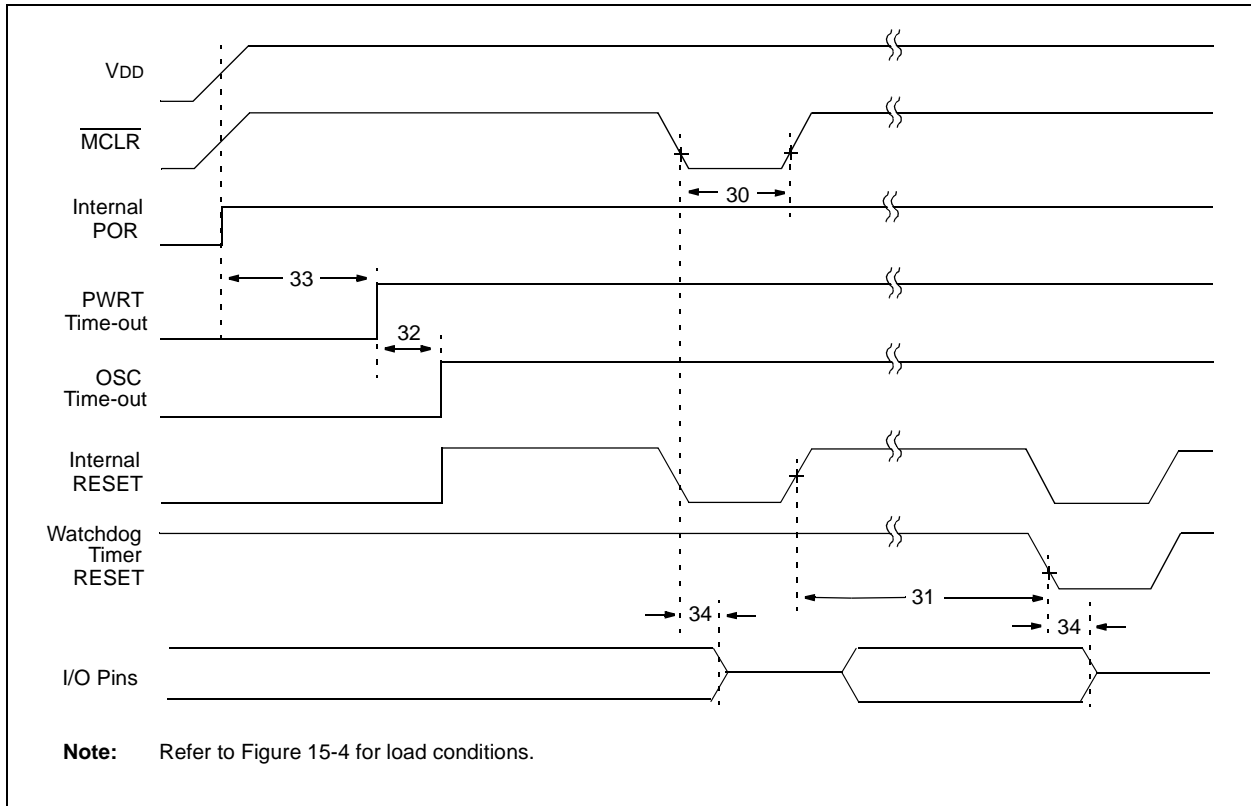 VDD
MCLR
30
Internal
POR
33
PWRT
Time-out
32
OSC
Time-out
Internal
RESET
Watchdog
Timer
RESET
31
34
34
I/O Pins
Note: Refer to Figure 15-4 for load conditions.